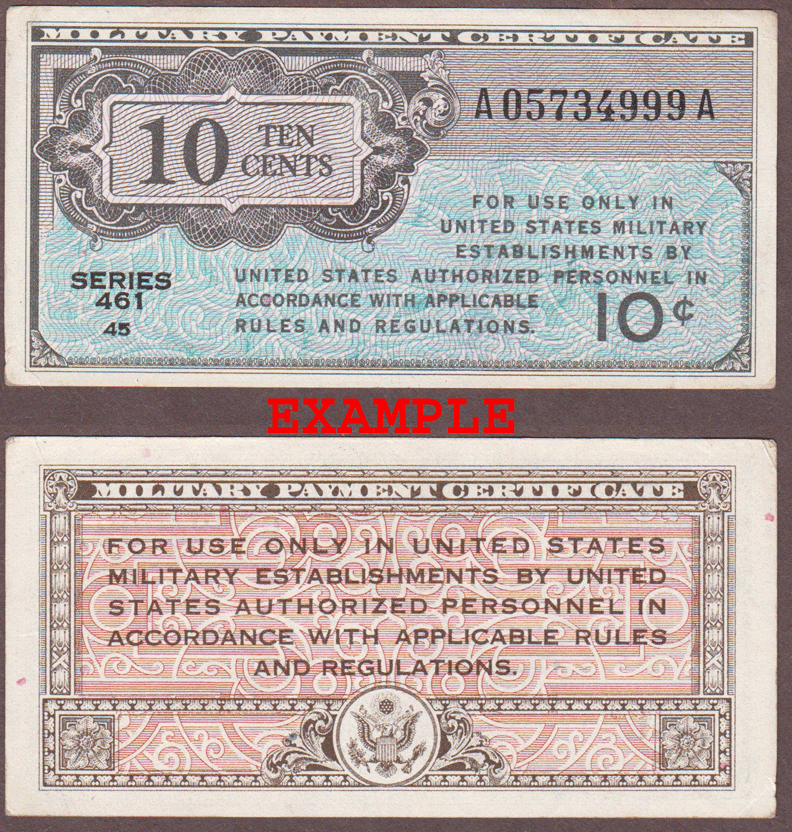 MILITARY PAYMENT CERTIFICATE
A05734999A
10 TEN
CENTS
FOR USE ONLY IN
UNITED STATES MILITARY
ESTABLISHMENTS BY
UNITED STATES AUTHORIZED PERSONNEL IN
ACCORDANCE WITH APPLICABLE
RULES AND REGULATIONS.
SERIES
461
45
10¢
EXAMPLE
MILITARY PAYMENT CERTIFICATE
FOR USE ONLY IN UNITED STATES
MILITARY ESTABLISHMENTS BY UNITED
STATES AUTHORIZED PERSONNEL IN
ACCORDANCE WITH APPLICABLE RULES
AND REGULATIONS.